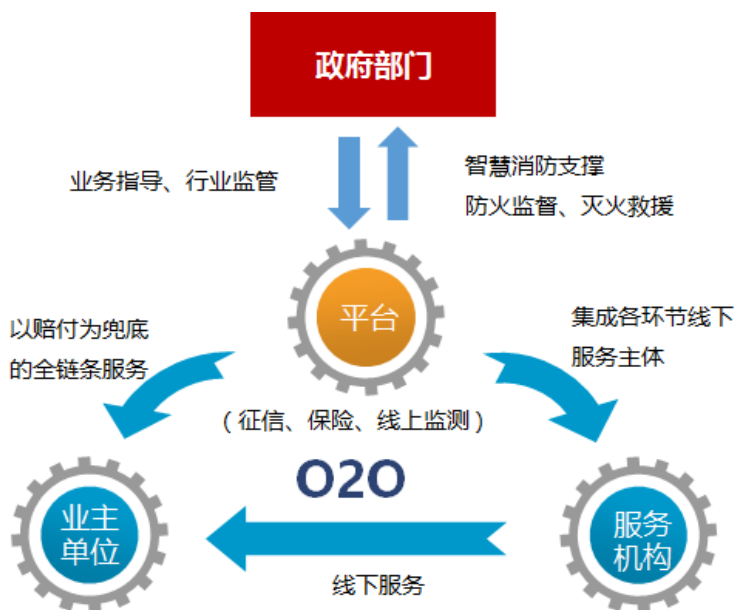 政府部门
业务指导、行业监管
智慧消防支撑
防火监督、灭火救援
平台
以赔付为兜底
的全链条服务
集成各环节线下
服务主体
（征信、保险、线上监测）
O2O
业主
单位
服务
机构
线下服务